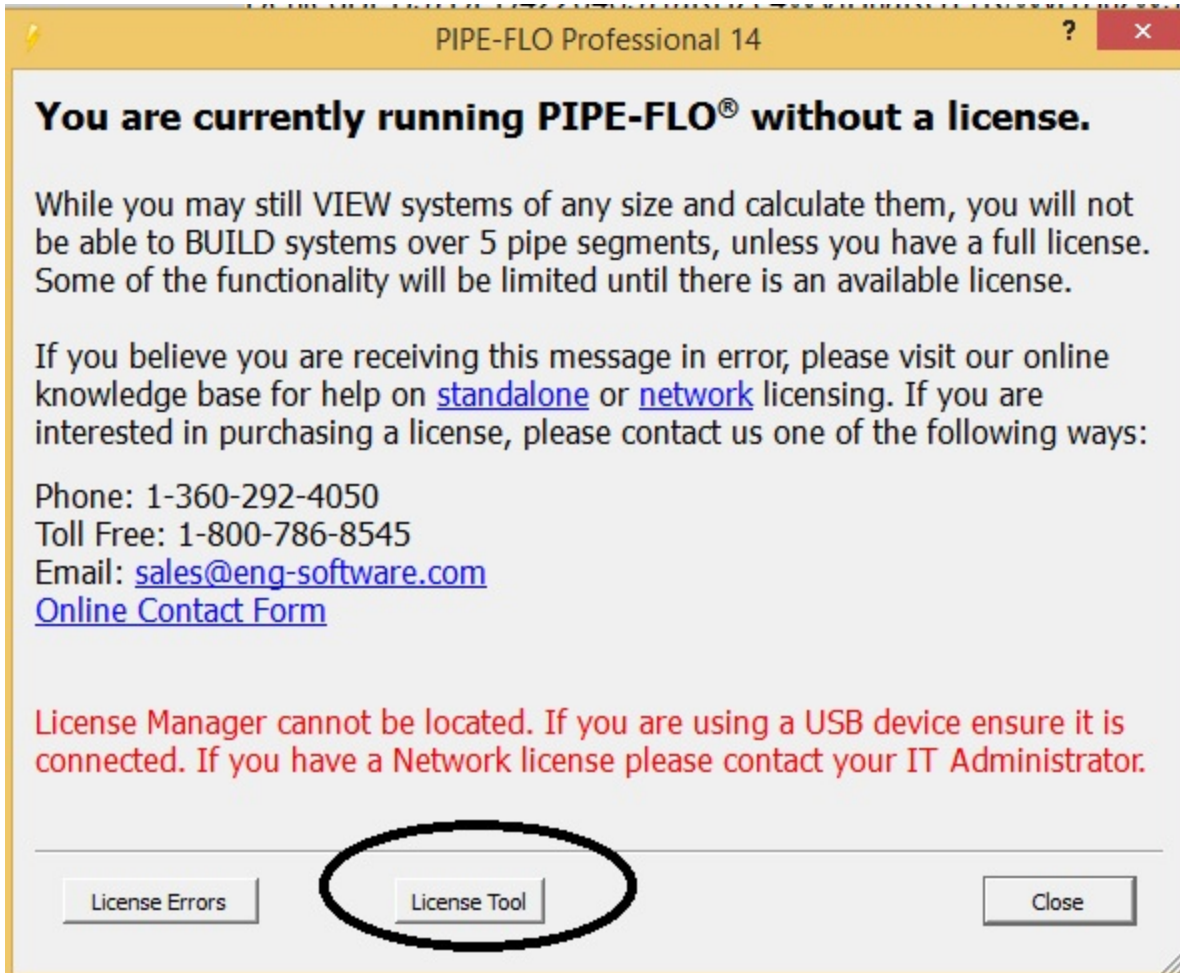 PIPE-FLO Professional 14
?
×
You are currently running PIPE-FLO® without a license.
While you may still VIEW systems of any size and calculate them, you will not
be able to BUILD systems over 5 pipe segments, unless you have a full license.
Some of the functionality will be limited until there is an available license.
If you believe you are receiving this message in error, please visit our online
knowledge base for help on standalone or network licensing. If you are
interested in purchasing a license, please contact us one of the following ways:
Phone: 1-360-292-4050
Toll Free: 1-800-786-8545
Email: sales@eng-software.com
Online Contact Form
License Manager cannot be located. If you are using a USB device ensure it is
connected. If you have a Network license please contact your IT Administrator.
License Errors
License Tool
Close